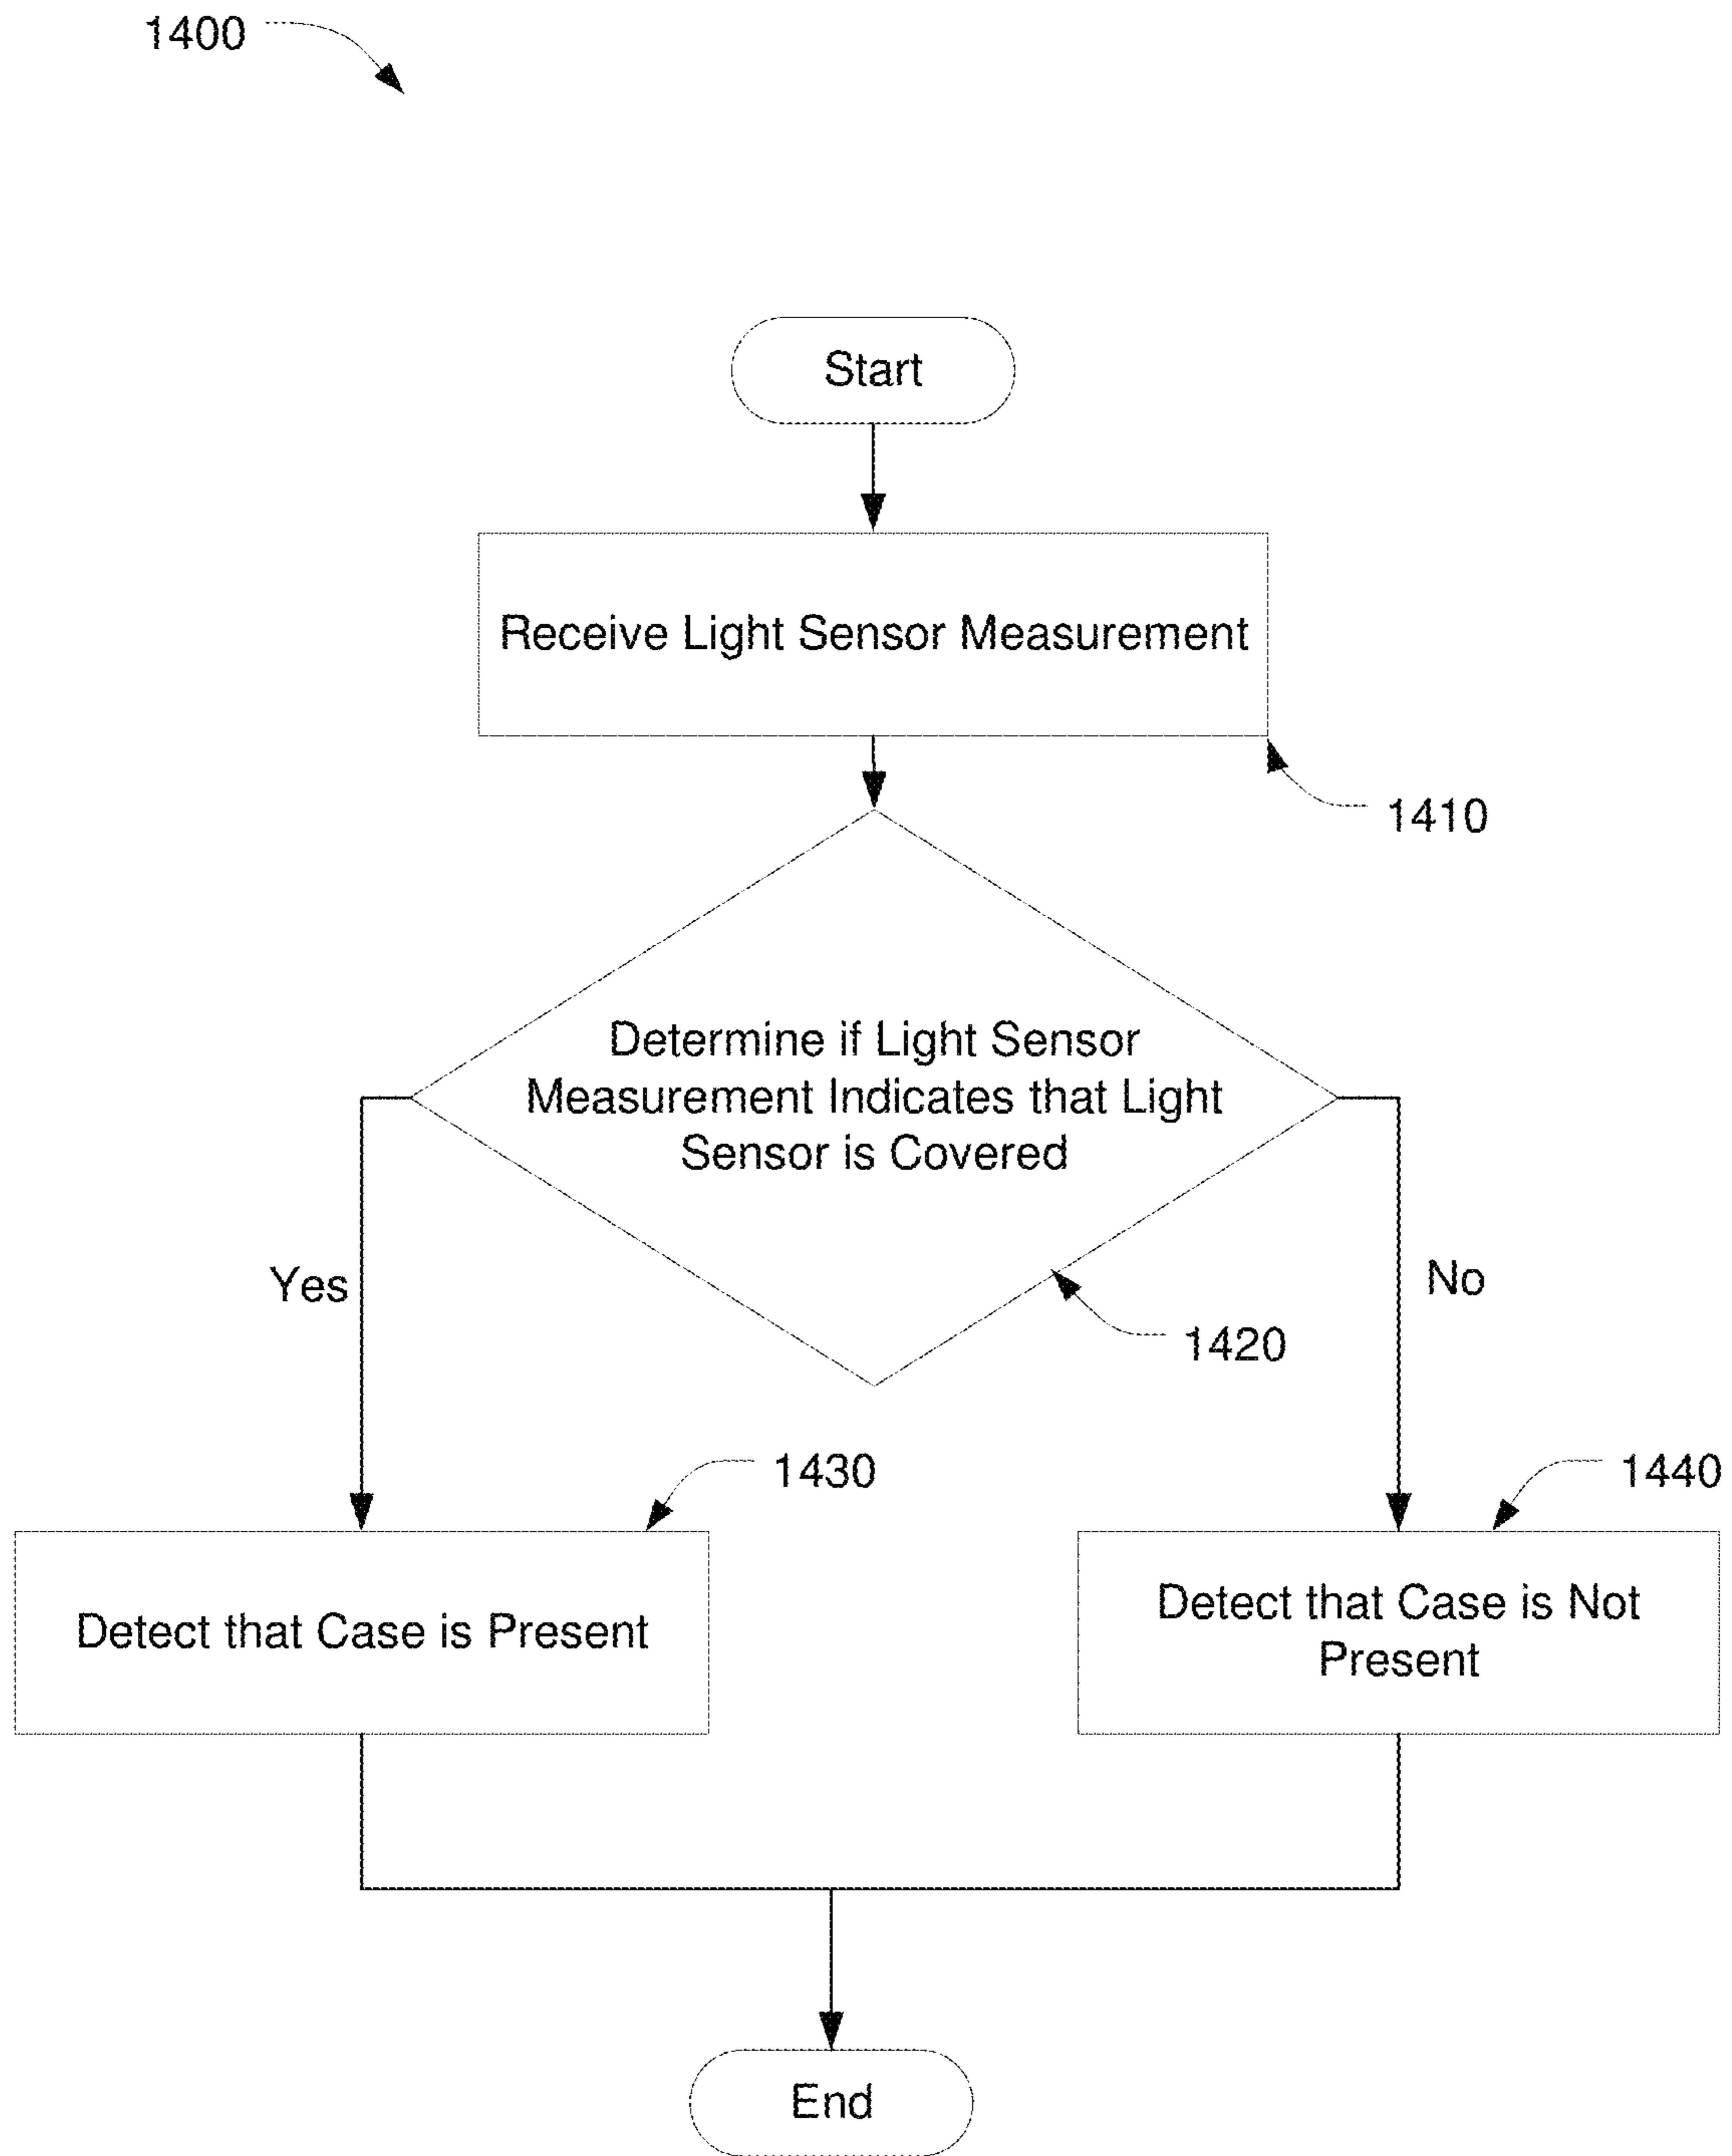 1400
Start
Receive Light Sensor Measurement
1410
Determine if Light Sensor
Measurement Indicates that Light
Sensor is Covered
Yes
No
1420
1430
1440
Detect that Case is Present
Detect that Case is Not
Present
End